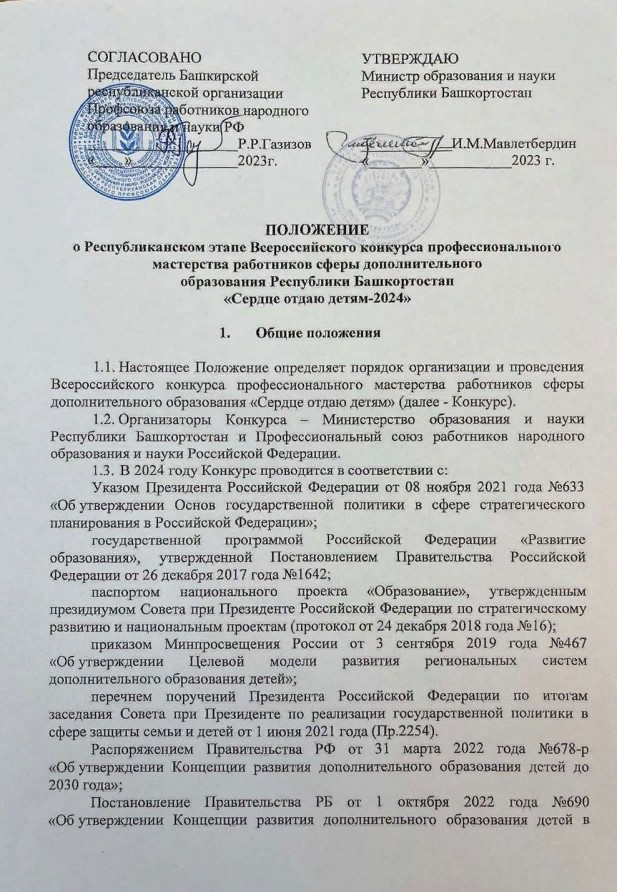 СОГЛАСОВАНО
Председатель Башкирской
республиканской организации
Профсоюза работников народного
образования и науки РФ
Р.Р.Газизов
«___»____________2023г.
УТВЕРЖДАЮ
Министр образования и науки
Республики Башкортостан
И.М.Мавлетбердин
«___»____________2023 г.
ПОЛОЖЕНИЕ
о Республиканском этапе Всероссийского конкурса профессионального
мастерства работников сферы дополнительного
образования Республики Башкортостан
«Сердце отдаю детям-2024»
1. Общие положения
1.1. Настоящее Положение определяет порядок организации и проведения
Всероссийского конкурса профессионального мастерства работников сферы
дополнительного образования «Сердце отдаю детям» (далее - Конкурс).
1.2. Организаторы Конкурса – Министерство образования и науки
Республики Башкортостан и Профессиональный союз работников народного
образования и науки Российской Федерации.
1.3. В 2024 году Конкурс проводится в соответствии с:
Указом Президента Российской Федерации от 08 ноября 2021 года №633
«Об утверждении Основ государственной политики в сфере стратегического
планирования в Российской Федерации»;
государственной программой Российской Федерации «Развитие
образования», утвержденной Постановлением Правительства Российской
Федерации от 26 декабря 2017 года №1642;
паспортом национального проекта «Образование», утвержденным
президиумом Совета при Президенте Российской Федерации по стратегическому
развитию и национальным проектам (протокол от 24 декабря 2018 года №16);
приказом Минпросвещения России от 3 сентября 2019 года №467
«Об утверждении Целевой модели развития региональных систем
дополнительного образования детей»;
перечнем поручений Президента Российской Федерации по итогам
заседания Совета при Президенте по реализации государственной политики в
сфере защиты семьи и детей от 1 июня 2021 года (Пр.2254).
Распоряжением Правительства РФ от 31 марта 2022 года №678-р
«Об утверждении Концепции развития дополнительного образования детей до
2030 года»;
Постановление Правительства РБ от 1 октября 2022 года №690
«Об утверждении Концепции развития дополнительного образования детей в